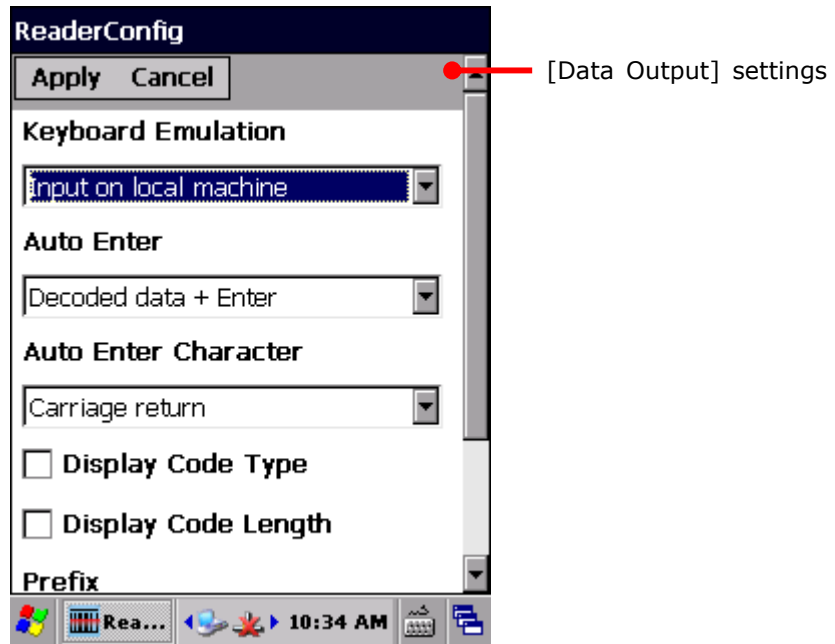 ReaderConfig
Apply Cancel
[Data Output] settings
Keyboard Emulation
Input on local machine
Auto Enter
Decoded data + Enter
Auto Enter Character
Carriage return
Display Code Type
Display Code Length
Prefix
Rea... 10:34 AM